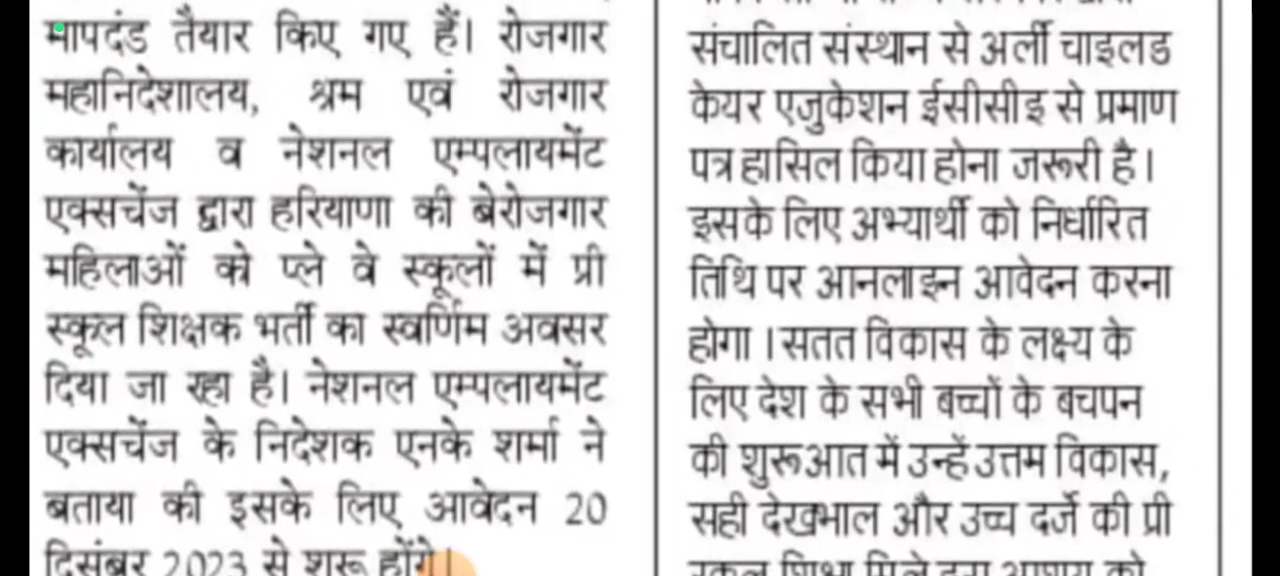 मापदंड तैयार किए गए हैं। रोजगार
महानिदेशालय, श्रम एवं रोजगार
कार्यालय व नेशनल एम्पलायमेंट
एक्सचेंज द्वारा हरियाणा की बेरोजगार
महिलाओं को प्ले वे स्कूलों में प्री
स्कूल शिक्षक भर्ती का स्वर्णिम अवसर
दिया जा रहा है। नेशनल एम्पलायमेंट
एक्सचेंज के निदेशक एनके शर्मा ने
बताया की इसके लिए आवेदन 20
दिसंबर 2023 से शुरू होंगे।
संचालित संस्थान से अर्ली चाइलड
केयर एजुकेशन ईसीसीइ से प्रमाण
पत्र हासिल किया होना जरूरी है।
इसके लिए अभ्यार्थी को निर्धारित
तिथि पर आनलाइन आवेदन करना
होगा । सतत विकास के लक्ष्य के
लिए देश के सभी बच्चों के बचपन
की शुरूआत में उन्हें उत्तम विकास,
सही देखभाल और उच्च दर्जे की प्री